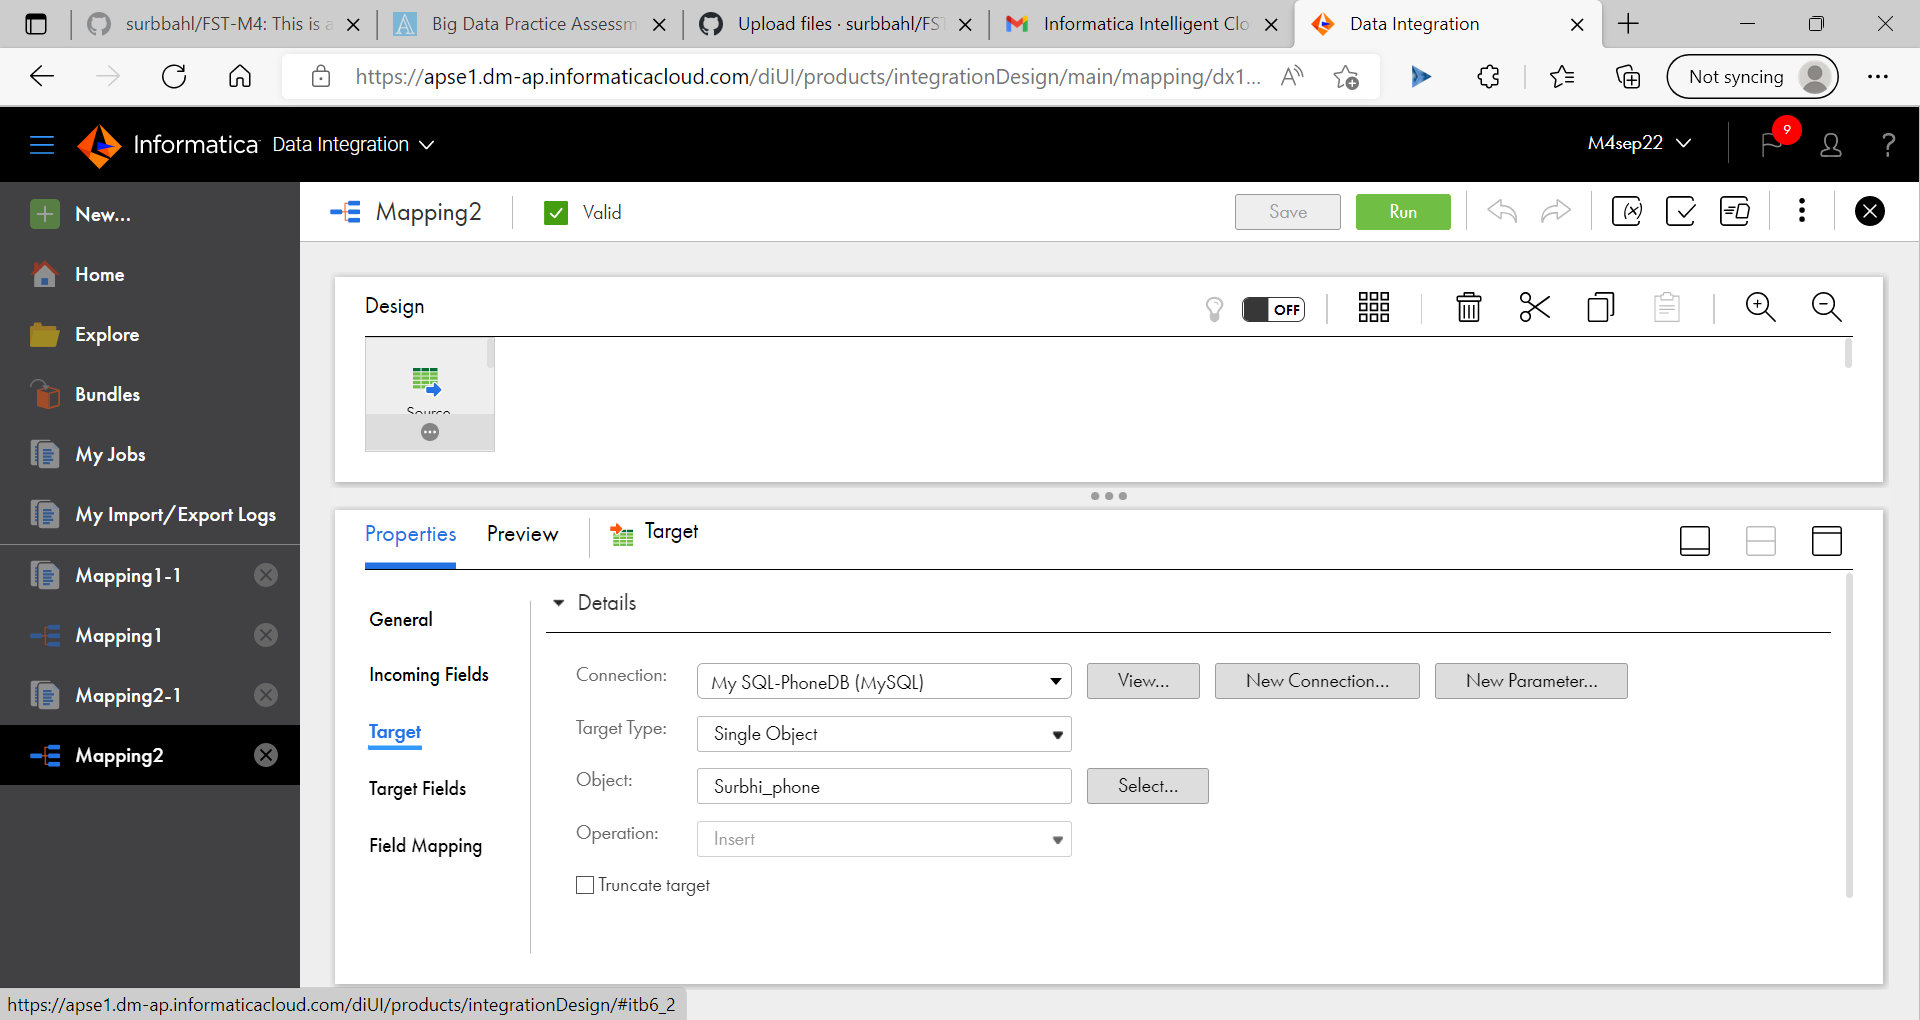 surbbahl/FST-M4: This is a
Big Data Practice Assessm
Upload files · surbbahl/FST
Informatica Intelligent Clo
Data Integration
https://apse1.dm-ap.informaticacloud.com/diUI/products/integrationDesign/main/mapping/dx1...
Not syncing
Informatica Data Integration
M4sep22
9
?
New...
Home
Explore
Bundles
My Jobs
My Import/Export Logs
Mapping1-1
Mapping1
Mapping2-1
Mapping2
Mapping2
Valid
Save
Run
Design
OFF
Source
Properties
Preview
Target
General
Incoming Fields
Target
Target Fields
Field Mapping
Details
Connection:
My SQL-PhoneDB (MySQL)
View...
New Connection...
New Parameter...
Target Type:
Single Object
Object:
Surbhi_phone
Select...
Operation:
Insert
Truncate target
https://apse1.dm-ap.informaticacloud.com/diUI/products/integrationDesign/#itb6_2